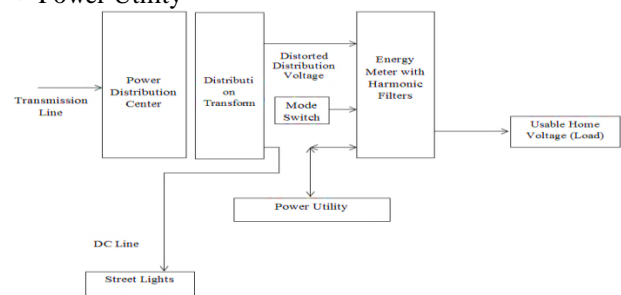 Power Utility
Transmission
Line
Power
Distribution
Center
Distributi
on
Transform
Distorted
Distribution
Voltage
Mode
Switch
Energy
Meter with
Harmonic
Filters
Usable Home
Voltage (Load)
Power Utility
DC Line
Street Lights